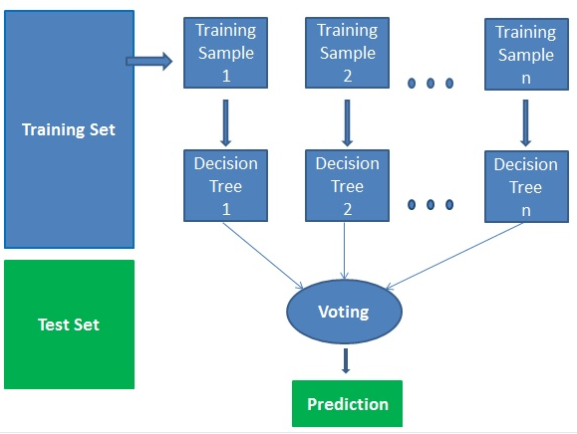 Training Set
Training
Sample
1
Training
Sample
2
Training
Sample
n
Decision
Tree
1
Decision
Tree
2
Decision
Tree
n
Test Set
Voting
Prediction